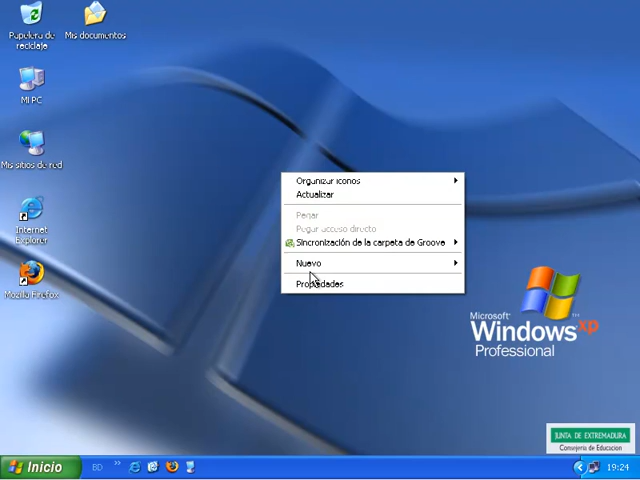 Papelera de
reciclaje
Mis documentos
Mi PC
Mis sitios de red
Internet
Explorer
Mozilla Firefox
Organizar iconos
Actualizar
Pegar
Pegar acceso directo
Sincronización de la carpeta de Groove
Nuevo
Propiedades
Microsoft®
Windows xp
Professional
JUNTA DE EXTREMADURA
Consejería de Educación
Inicio
BD
»
19:24